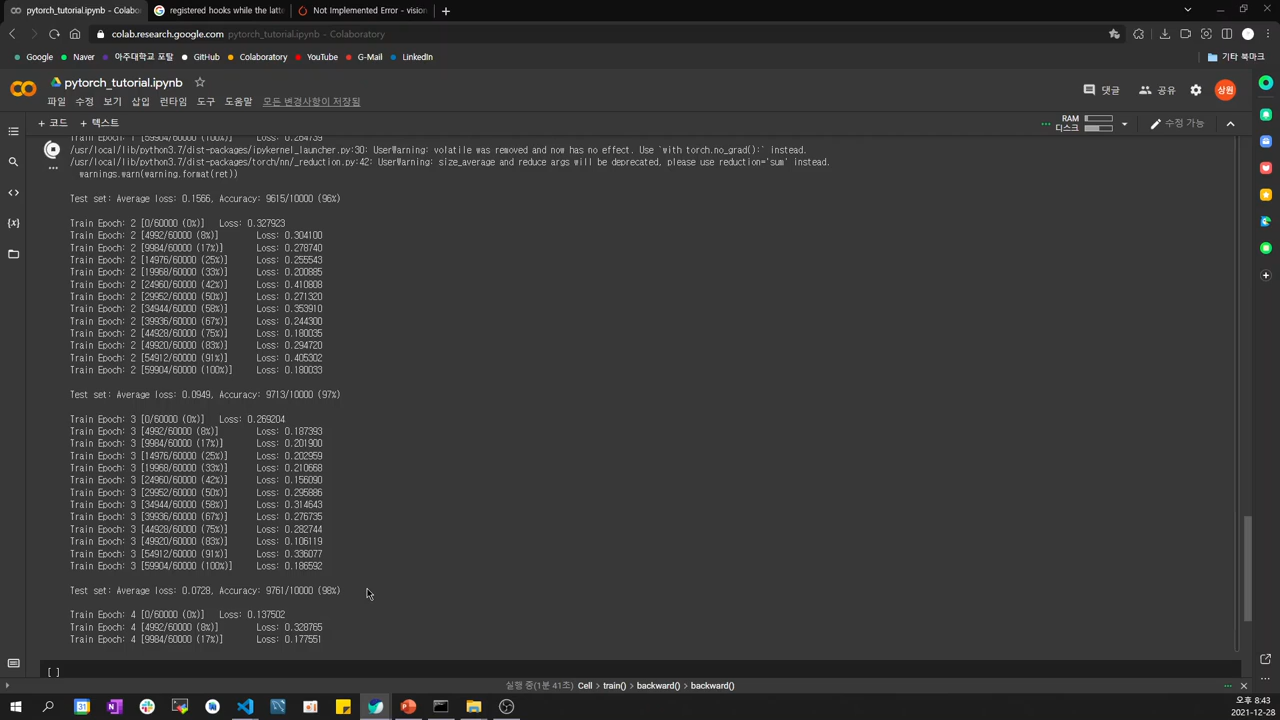 pytorch_tutorial.ipynb - Colabo
registered hooks while the latte
Not Implemented Error - vision
colab.research.google.com pytorch_tutorial.ipynb - Colaboratory
Google
Naver
아주대학교 포탈
GitHub
Colaboratory
YouTube
G-Mail
LinkedIn
기타 북마크
pytorch_tutorial.ipynb
파일 수정 보기 삽입 런타임 도구 도움말 모든 변경사항이 저장됨
댓글
공유
상원
+ 코드 + 텍스트
RAM
디스크
수정 가능
Train Epoch: 1 [59904/60000 (100%)] Loss: 0.264739
/usr/local/lib/python3.7/dist-packages/ipykernel_launcher.py:30: UserWarning: volatile was removed and now has no effect. Use `with torch.no_grad():` instead.
/usr/local/lib/python3.7/dist-packages/torch/nn/_reduction.py:42: UserWarning: size_average and reduce args will be deprecated, please use reduction='sum' instead.
warnings.warn(warning.format(ret))
Test set: Average loss: 0.1566, Accuracy: 9615/10000 (96%)
Train Epoch: 2 [0/60000 (0%)] Loss: 0.327923
Train Epoch: 2 [4992/60000 (8%)] Loss: 0.304100
Train Epoch: 2 [9984/60000 (17%)] Loss: 0.278740
Train Epoch: 2 [14976/60000 (25%)] Loss: 0.255543
Train Epoch: 2 [19968/60000 (33%)] Loss: 0.200885
Train Epoch: 2 [24960/60000 (42%)] Loss: 0.410808
Train Epoch: 2 [29952/60000 (50%)] Loss: 0.271320
Train Epoch: 2 [34944/60000 (58%)] Loss: 0.353910
Train Epoch: 2 [39936/60000 (67%)] Loss: 0.244300
Train Epoch: 2 [44928/60000 (75%)] Loss: 0.180035
Train Epoch: 2 [49920/60000 (83%)] Loss: 0.294720
Train Epoch: 2 [54912/60000 (91%)] Loss: 0.405302
Train Epoch: 2 [59904/60000 (100%)] Loss: 0.180033
Test set: Average loss: 0.0949, Accuracy: 9713/10000 (97%)
Train Epoch: 3 [0/60000 (0%)] Loss: 0.269204
Train Epoch: 3 [4992/60000 (8%)] Loss: 0.187393
Train Epoch: 3 [9984/60000 (17%)] Loss: 0.201900
Train Epoch: 3 [14976/60000 (25%)] Loss: 0.202959
Train Epoch: 3 [19968/60000 (33%)] Loss: 0.210668
Train Epoch: 3 [24960/60000 (42%)] Loss: 0.156090
Train Epoch: 3 [29952/60000 (50%)] Loss: 0.295886
Train Epoch: 3 [34944/60000 (58%)] Loss: 0.314643
Train Epoch: 3 [39936/60000 (67%)] Loss: 0.276735
Train Epoch: 3 [44928/60000 (75%)] Loss: 0.282744
Train Epoch: 3 [49920/60000 (83%)] Loss: 0.106119
Train Epoch: 3 [54912/60000 (91%)] Loss: 0.336077
Train Epoch: 3 [59904/60000 (100%)] Loss: 0.186592
Test set: Average loss: 0.0728, Accuracy: 9761/10000 (98%)
Train Epoch: 4 [0/60000 (0%)] Loss: 0.137502
Train Epoch: 4 [4992/60000 (8%)] Loss: 0.328765
Train Epoch: 4 [9984/60000 (17%)] Loss: 0.177551
[ ]
실행 중(1분 41초) Cell > train() > backward() > backward()
오후 8:43
2021-12-28